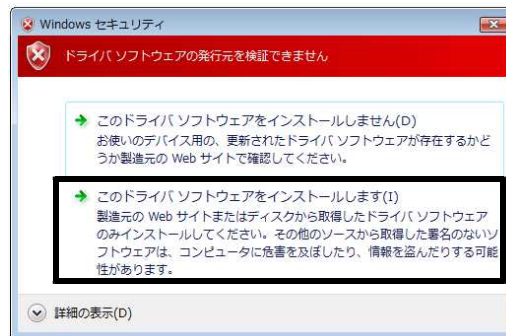 Windows セキュリティ
ドライバ ソフトウェアの発行元を検証できません
このドライバ ソフトウェアをインストールしません(D)
お使いのデバイス用の、更新されたドライバ ソフトウェアが存在するかど
うか製造元の Web サイトで確認してください。
このドライバ ソフトウェアをインストールします(I)
製造元の Web サイトまたはディスクから取得したドライバ ソフトウェア
のみインストールしてください。その他のソースから取得した署名のないソ
フトウェアは、コンピュータに危害を及ぼしたり、情報を盗んだりする可能
性があります。
詳細の表示(D)